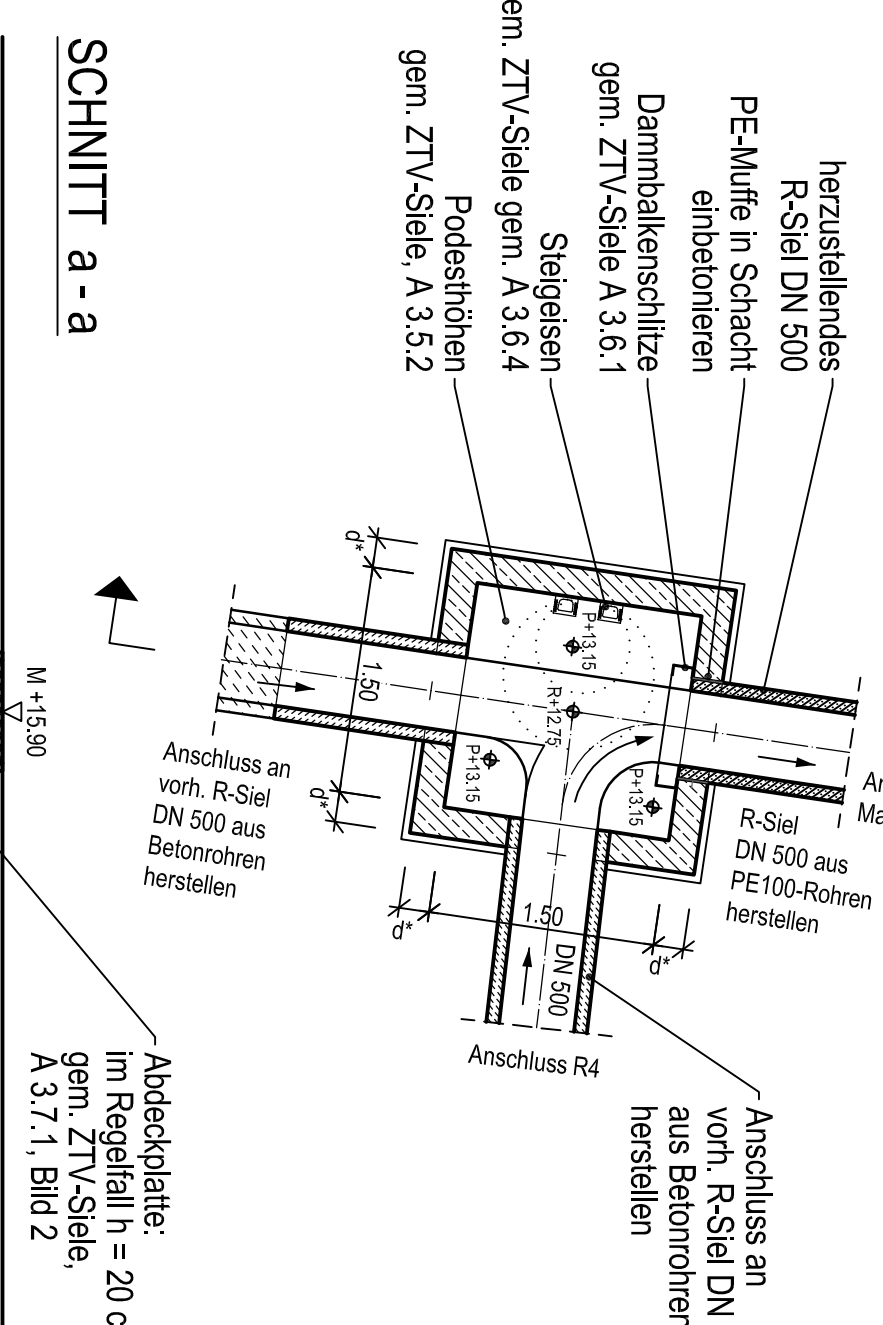 herzustellendes
R-Siel DN 500
PE-Muffe in Schacht
einbetonieren
Dammbalkenschlitze
gem. ZTV-Siele A 3.6.1
Steigeisen
em. ZTV-Siele gem. A 3.6.4
Podesthöhen
gem. ZTV-Siele, A 3.5.2
SCHNITT a - a
d*
1.50
d*
P+13.15
R+12.75
P+13.15
P+13.15
d*
1.50
d*
DN 500
Anschluss R4
Anschluss an
vorh. R-Siel
DN 500 aus
Betonrohren
herstellen
R-Siel
DN 500 aus
PE100-Rohren
herstellen
Ma
Anschluss an
vorh. R-Siel DN
aus Betonrohren
herstellen
M +15.90
Abdeckplatte:
im Regelfall h = 20 c
gem. ZTV-Siele,
A 3.7.1, Bild 2